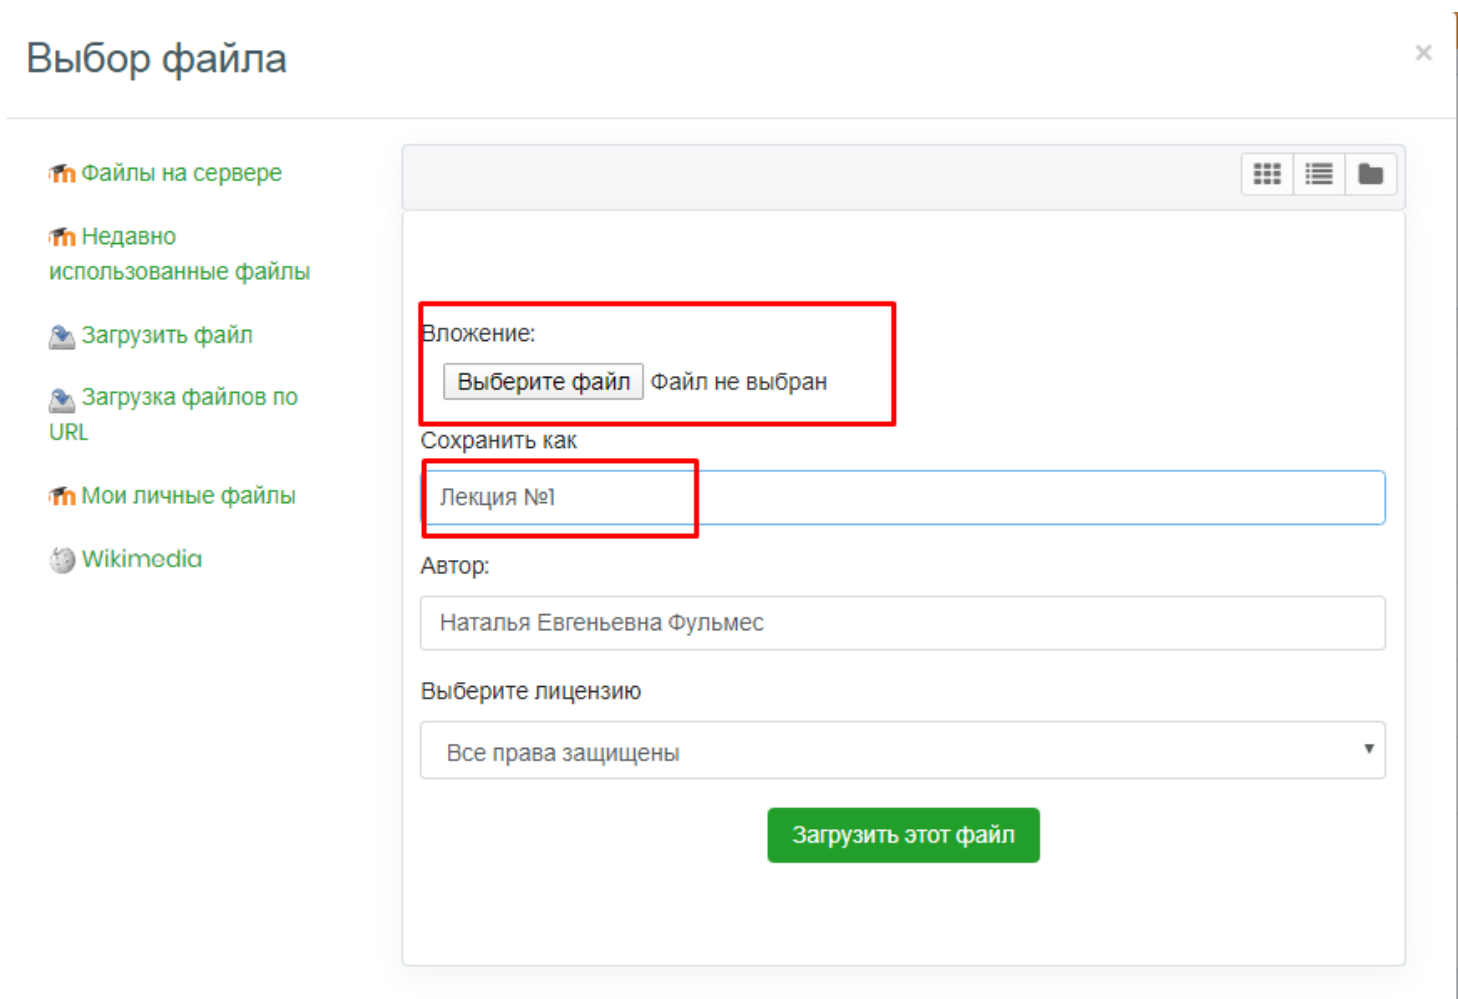 Выбор файла
×
Файлы на сервере
Недавно
использованные файлы
Загрузить файл
Загрузка файлов по
URL
Мои личные файлы
Wikimedia
Вложение:
Выберите файл Файл не выбран
Сохранить как
Лекция №1
Автор:
Наталья Евгеньевна Фульмес
Выберите лицензию
Все права защищены
Загрузить этот файл